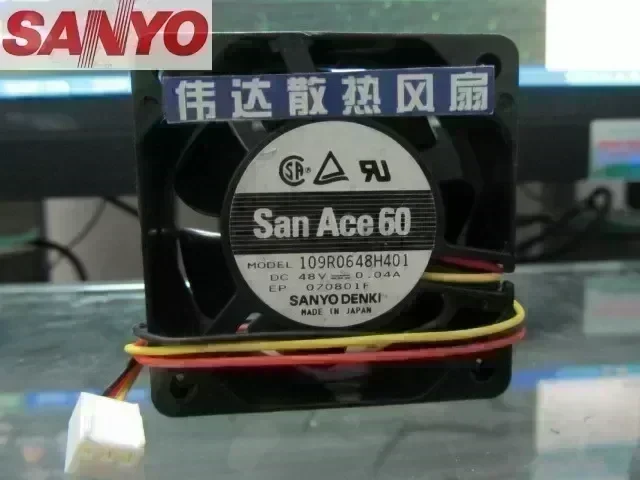 SANYO
伟达散热风扇
SA ®
San Ace 60
MODEL 109R0648H401
DC 48V 0.04A
EP 070801F
SANYO DENKI
MADE IN JAPAN